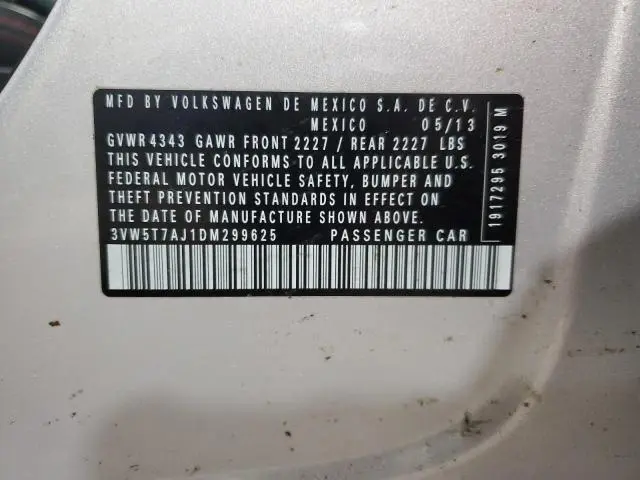 MFD BY VOLKSWAGEN DE MEXICO S.A. DE C.V.
MEXICO 05/13
GVWR 4343 GAWR FRONT 2227 / REAR 2227 LBS
THIS VEHICLE CONFORMS TO ALL APPLICABLE U.S.
FEDERAL MOTOR VEHICLE SAFETY, BUMPER AND
THEFT PREVENTION STANDARDS IN EFFECT ON
THE DATE OF MANUFACTURE SHOWN ABOVE.
3VW5T7AJ1DM299625 PASSENGER CAR
1917295 3019 M